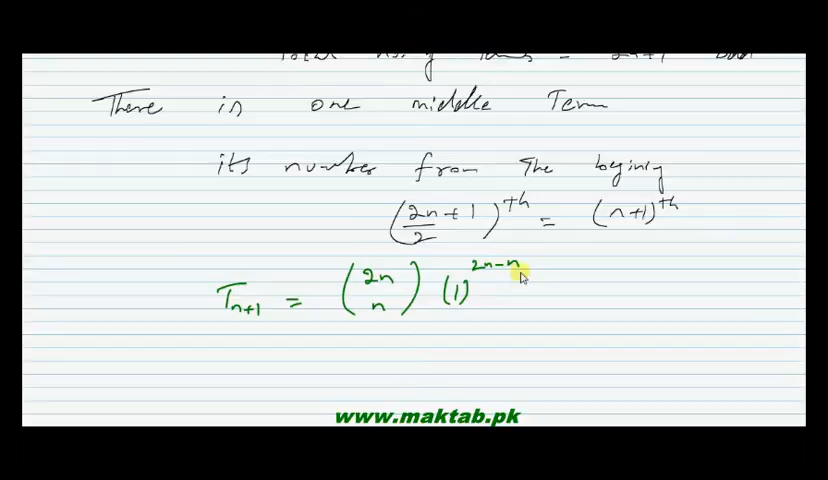 There is one middle Term
its number from the begining
(2n/2 + 1)^th = (n+1)^th
T_{n+1} = (2n n) (1)^{2n-n}
www.maktab.pk